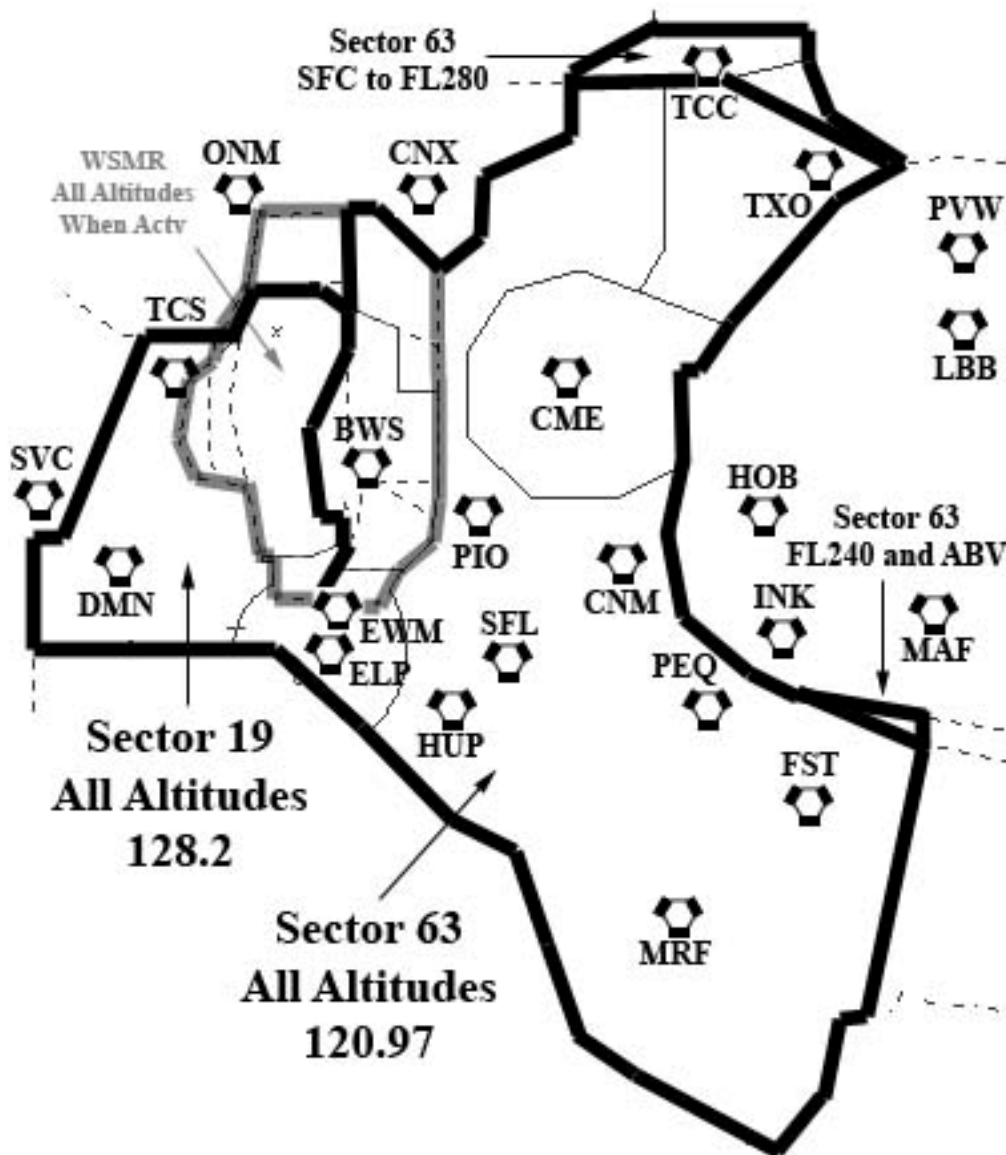 Sector 63
SFC to FL280
TCC
WSMR
All Altitudes
When Actv
ONM
CNX
TXO
PVW
TCS
LBB
CME
BWS
SVC
HOB
Sector 63
FL240 and ABV
PIO
DMN
CNM
INK
EWM
SFL
MAF
ELP
PEQ
HUP
Sector 19
All Altitudes
128.2
FST
Sector 63
All Altitudes
120.97
MRF